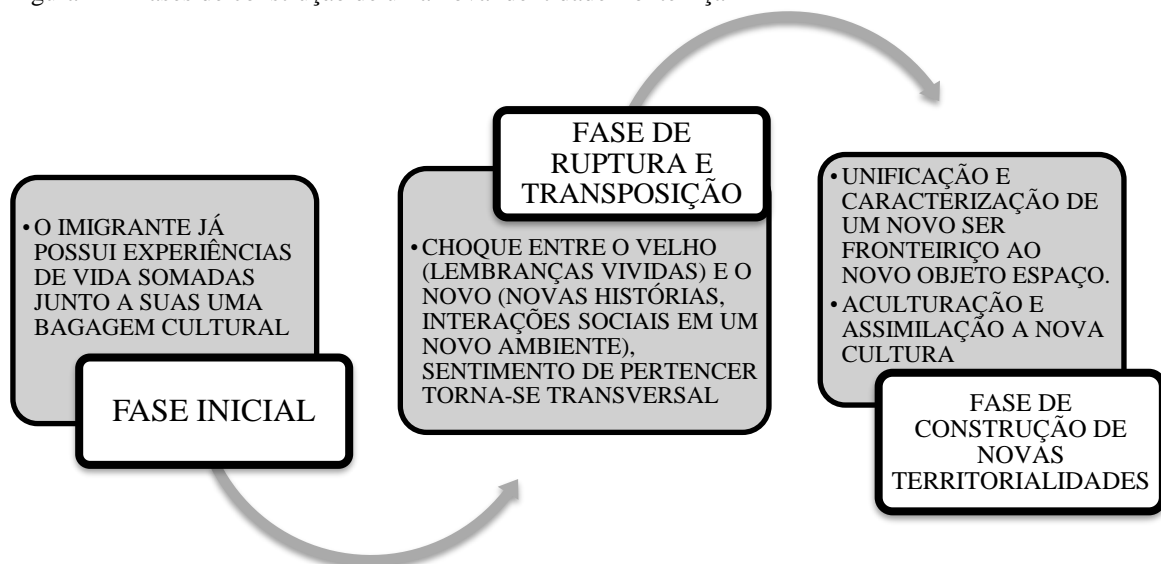 • O IMIGRANTE JÁ
POSSUI EXPERIÊNCIAS
DE VIDA SOMADAS
JUNTO A SUAS UMA
BAGAGEM CULTURAL
FASE INICIAL
FASE DE
RUPTURA E
TRANSPOSIÇÃO
• CHOQUE ENTRE O VELHO
(LEMBRANÇAS VIVIDAS) E O
NOVO (NOVAS HISTÓRIAS,
INTERAÇÕES SOCIAIS EM UM
NOVO AMBIENTE),
SENTIMENTO DE PERTENCER
TORNA-SE TRANSVERSAL
• UNIFICAÇÃO E
CARACTERIZAÇÃO DE
UM NOVO SER
FRONTEIRIÇO AO
NOVO OBJETO ESPAÇO.
• ACULTURAÇÃO E
ASSIMILAÇÃO A NOVA
CULTURA
FASE DE
CONSTRUÇÃO DE
NOVAS
TERRITORIALIDADES